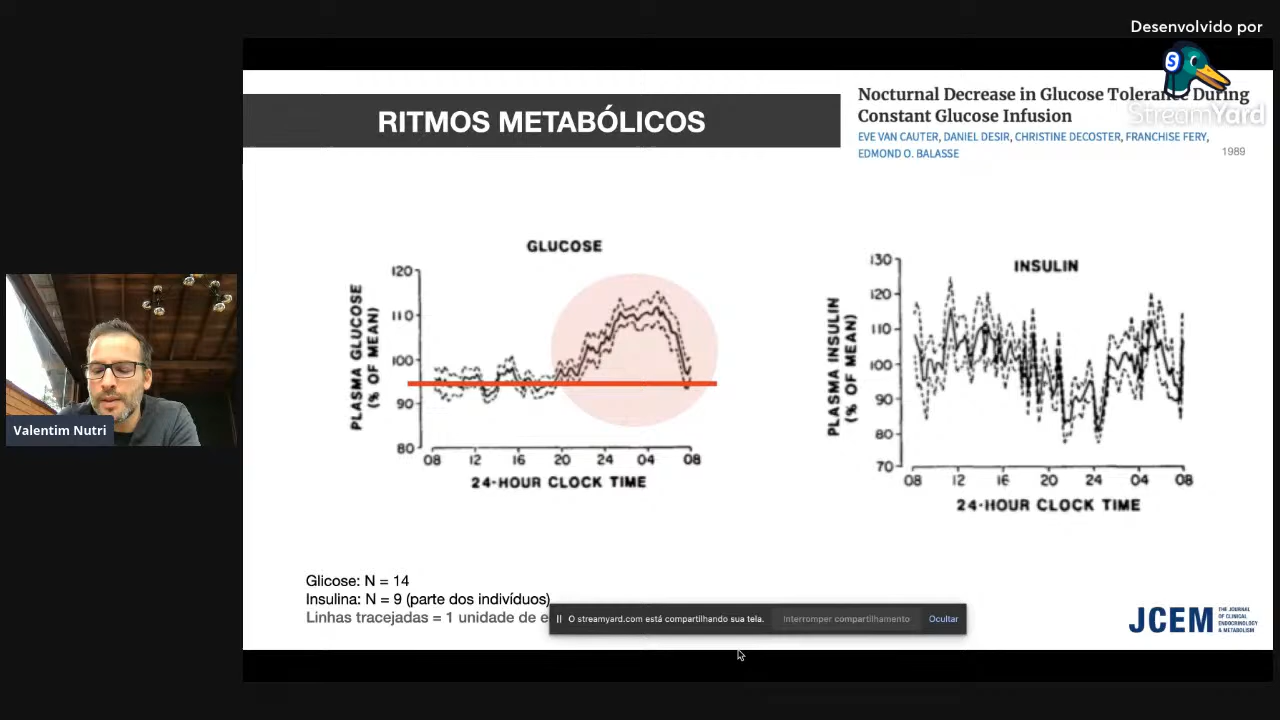 Desenvolvido por
StreamYard
RITMOS METABÓLICOS
Nocturnal Decrease in Glucose Tolerance During
Constant Glucose Infusion
EVE VAN CAUTER, DANIEL DESIR, CHRISTINE DECOSTER, FRANCHISE FERY,
EDMOND O. BALASSE
1989
GLUCOSE
PLASMA GLUCOSE
(% OF MEAN)
120
110
100
90
80
08 12 16 20 24 04 08
24-HOUR CLOCK TIME
INSULIN
PLASMA INSULIN
(% OF MEAN)
130
120
110
100
90
80
70
08 12 16 20 24 04 08
24-HOUR CLOCK TIME
Valentim Nutri
Glicose: N = 14
Insulina: N = 9 (parte dos indivíduos)
Linhas tracejadas = 1 unidade de e
O streamyard.com está compartilhando sua tela.
Interromper compartilhamento
Ocultar
JCEM
THE JOURNAL
OF CLINICAL
ENDOCRINOLOGY
& METABOLISM